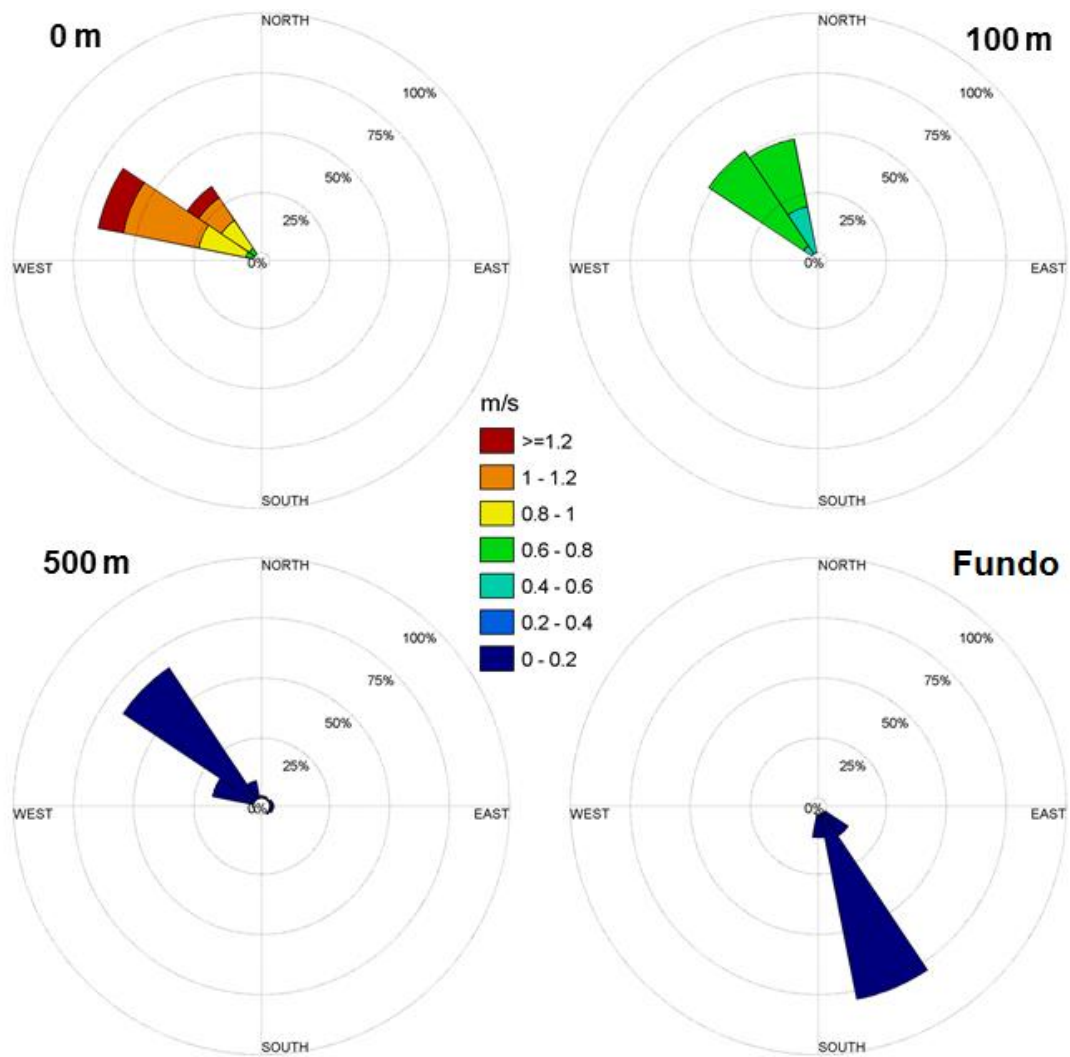 0 m
NORTH
100%
75%
50%
25%
0%
WEST
EAST
SOUTH
100 m
NORTH
100%
75%
50%
25%
0%
WEST
EAST
SOUTH
m/s
>=1.2
1 - 1.2
0.8 - 1
0.6 - 0.8
0.4 - 0.6
0.2 - 0.4
0 - 0.2
500 m
NORTH
100%
75%
50%
25%
0%
WEST
EAST
SOUTH
Fundo
NORTH
100%
75%
50%
25%
0%
WEST
EAST
SOUTH